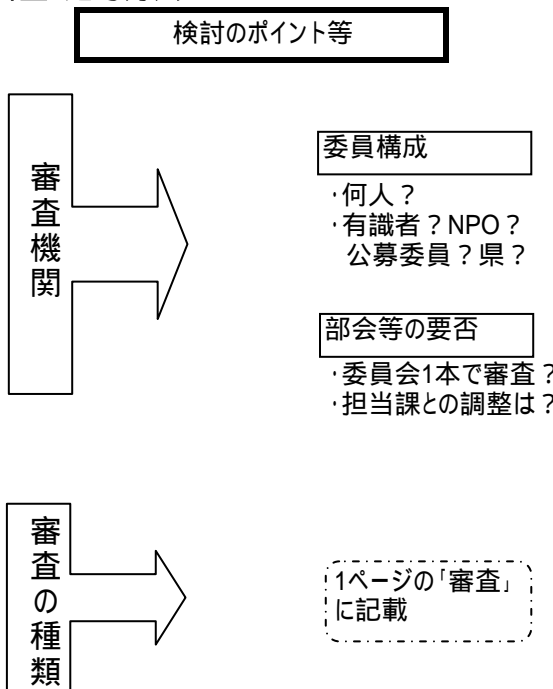 検討のポイント等
審査機関
委員構成
・何人?
・有識者?NPO?
公募委員?県?
部会等の要否
・委員会1本で審査?
・担当課との調整は?
審査の種類
1ページの「審査」
に記載